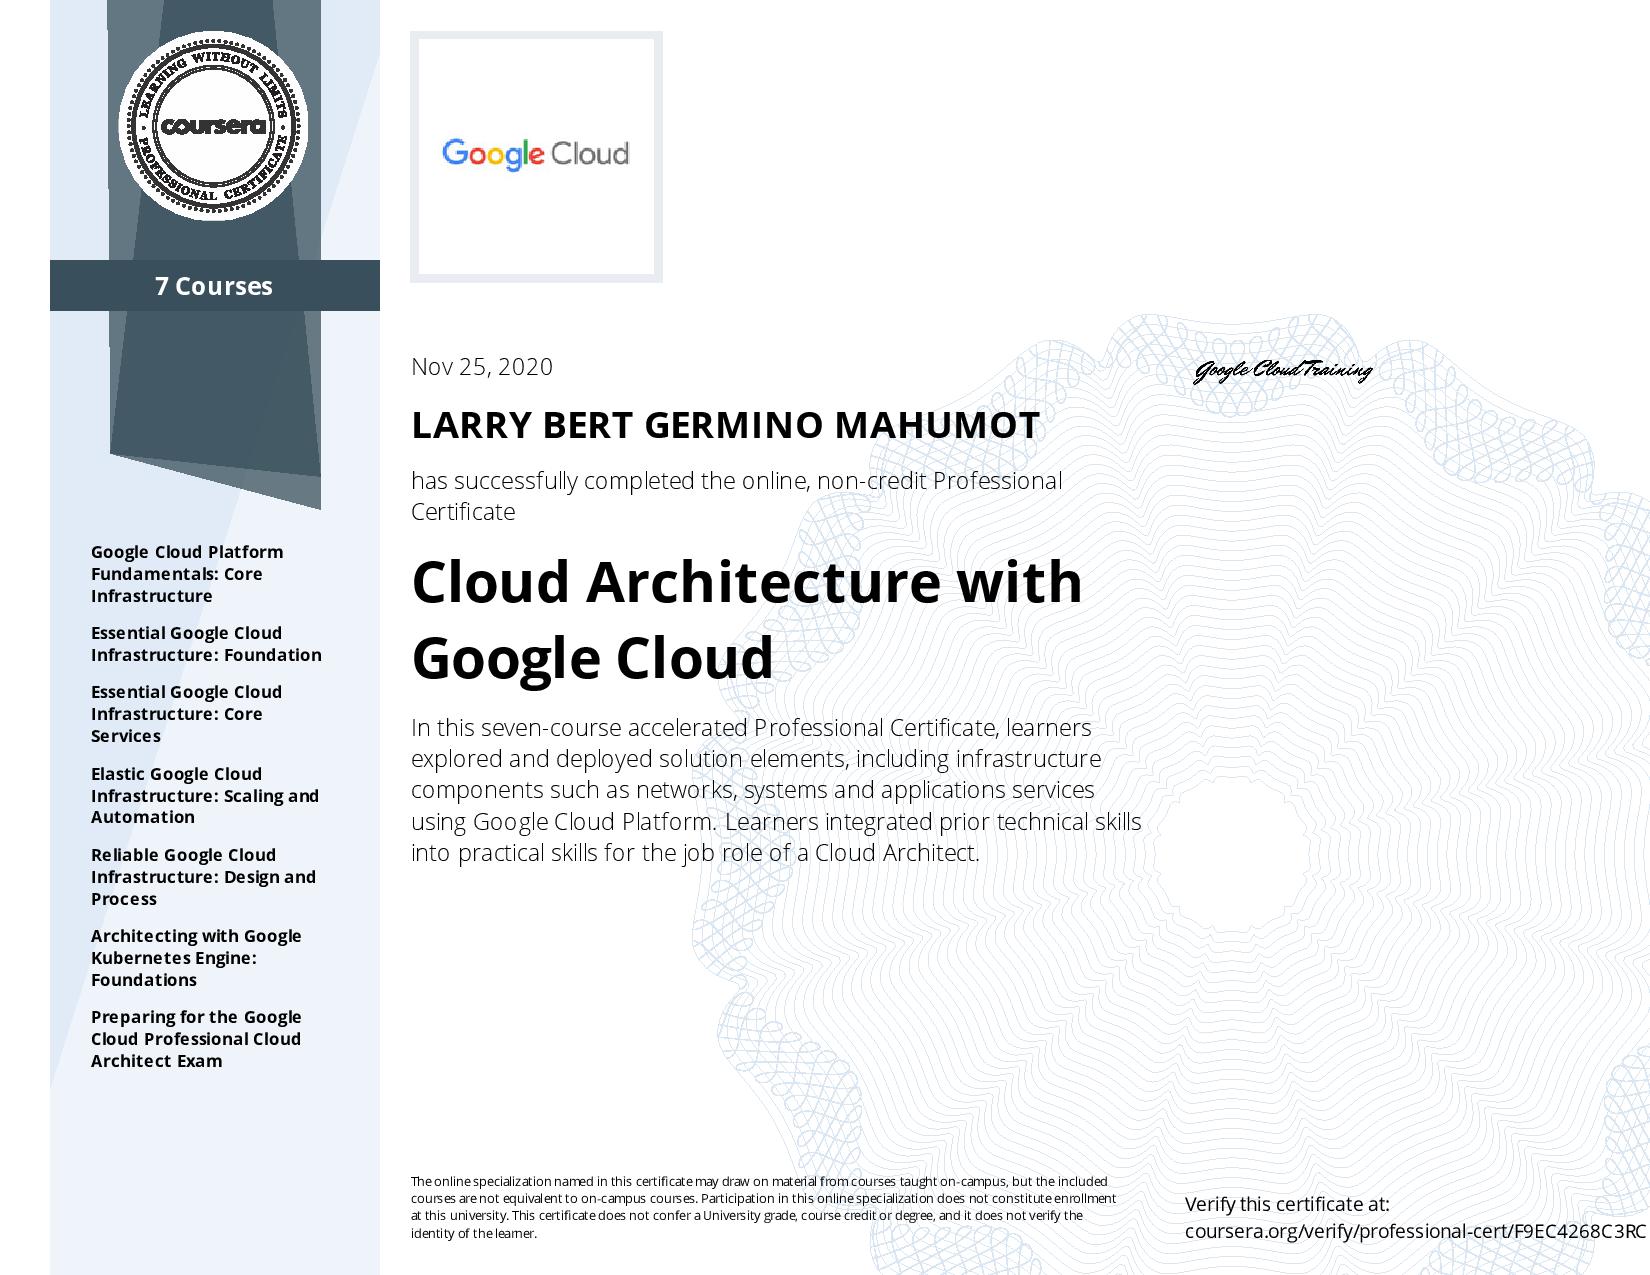 LEARNING WITHOUT LIMITS
coursera
PROFESSIONAL CERTIFICATE
7 Courses
Google Cloud Platform
Fundamentals: Core
Infrastructure
Essential Google Cloud
Infrastructure: Foundation
Essential Google Cloud
Infrastructure: Core
Services
Elastic Google Cloud
Infrastructure: Scaling and
Automation
Reliable Google Cloud
Infrastructure: Design and
Process
Architecting with Google
Kubernetes Engine:
Foundations
Preparing for the Google
Cloud Professional Cloud
Architect Exam
Google Cloud
Nov 25, 2020
Google Cloud Training
LARRY BERT GERMINO MAHUMOT
has successfully completed the online, non-credit Professional
Certificate
Cloud Architecture with
Google Cloud
In this seven-course accelerated Professional Certificate, learners
explored and deployed solution elements, including infrastructure
components such as networks, systems and applications services
using Google Cloud Platform. Learners integrated prior technical skills
into practical skills for the job role of a Cloud Architect.
The online specialization named in this certificate may draw on material from courses taught on-campus, but the included
courses are not equivalent to on-campus courses. Participation in this online specialization does not constitute enrollment
at this university. This certificate does not confer a University grade, course credit or degree, and it does not verify the
identity of the learner.
Verify this certificate at:
coursera.org/verify/professional-cert/F9EC4268C3RC